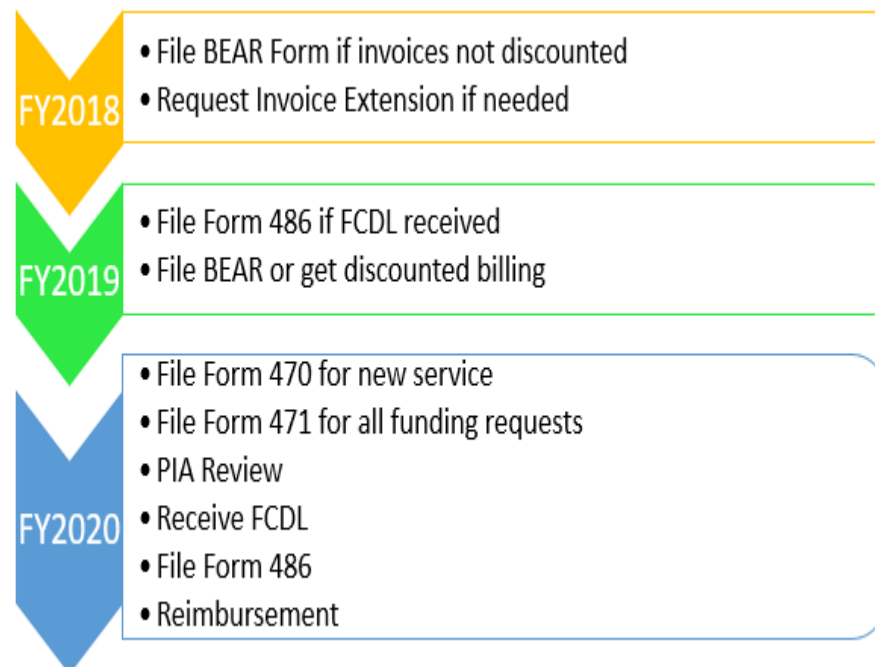 FY2018
• File BEAR Form if invoices not discounted
• Request Invoice Extension if needed
FY2019
• File Form 486 if FCDL received
• File BEAR or get discounted billing
FY2020
• File Form 470 for new service
• File Form 471 for all funding requests
• PIA Review
• Receive FCDL
• File Form 486
• Reimbursement